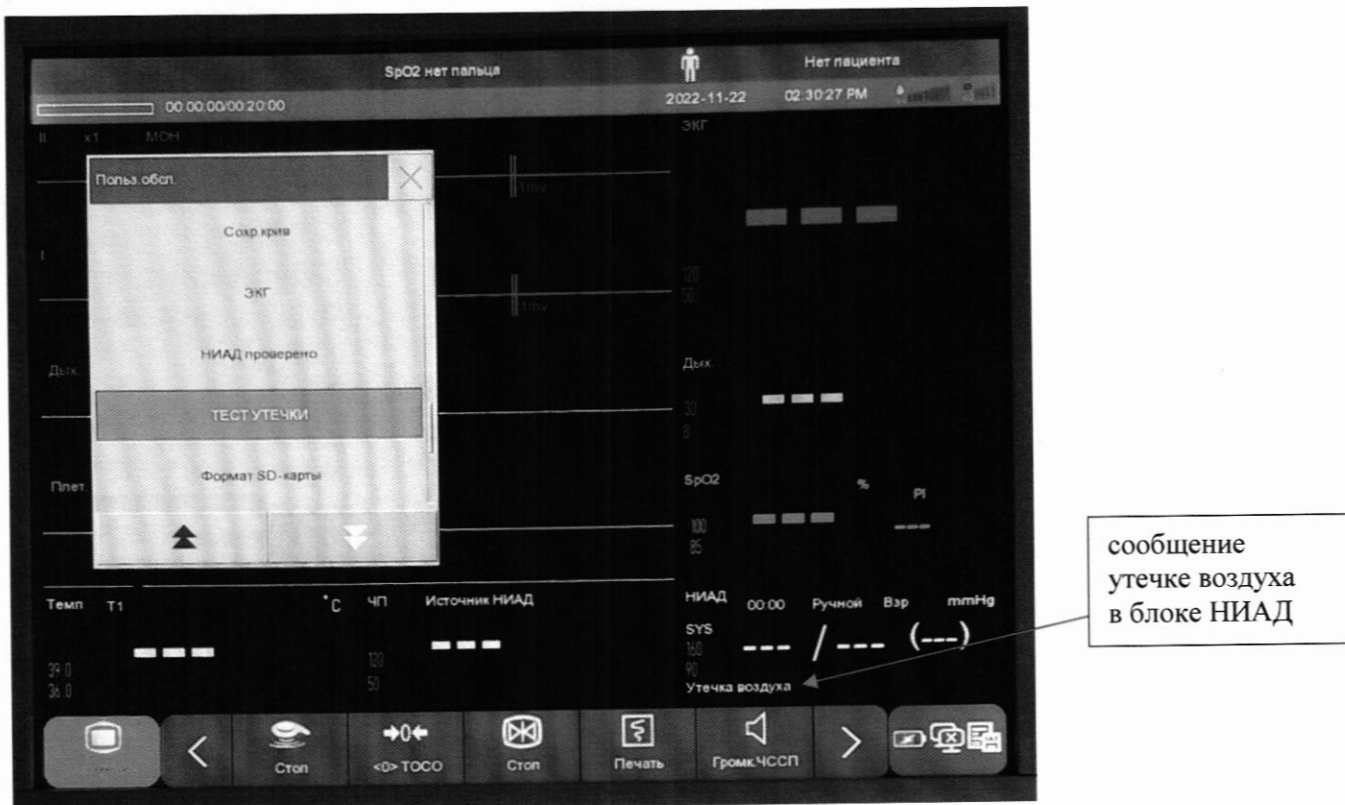 SpO2 нет пальца
Нет пациента
00:00:00/00:20:00
2022-11-22 02:30:27 PM
II x1 МОН
ЭКГ
Польз.обсл.
1mv
Сохр.крив
I
ЭКГ
120
50
1mv
НИАД проверено
Дых.
Дых.
ТЕСТ УТЕЧКИ
30
8
Формат SD-карты
Плет.
SpO2 % PI
100
85
сообщение
утечке воздуха
в блоке НИАД
Темп T1 °C ЧП Источник НИАД
НИАД 00:00 Ручной Взр mmHg
SYS
--- --- 160 --- / --- (---)
39.0 120 90
36.0 50 Утечка воздуха
Стоп <0> ТОСО Стоп Печать Громк.ЧССП